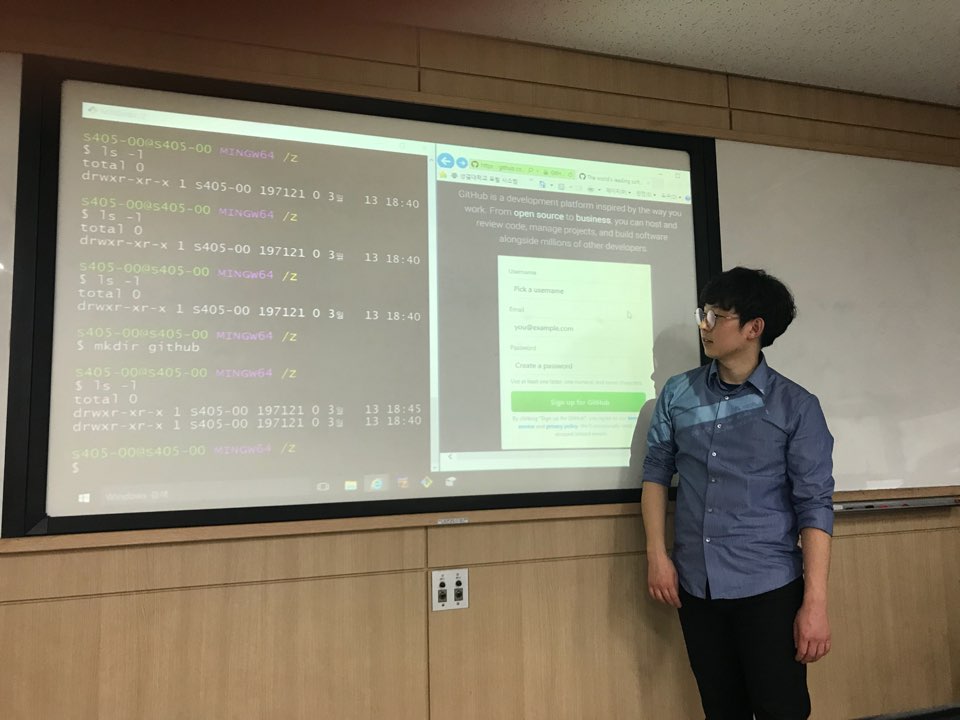 s405-00@s405-00 MINGW64 /z
$ ls -l
total 0
drwxr-xr-x 1 s405-00 197121 0 3월 13 18:40
s405-00@s405-00 MINGW64 /z
$ ls -l
total 0
drwxr-xr-x 1 s405-00 197121 0 3월 13 18:40
s405-00@s405-00 MINGW64 /z
$ ls -l
total 0
drwxr-xr-x 1 s405-00 197121 0 3월 13 18:40
s405-00@s405-00 MINGW64 /z
$ mkdir github
s405-00@s405-00 MINGW64 /z
$ ls -l
total 0
drwxr-xr-x 1 s405-00 197121 0 3월 13 18:45
drwxr-xr-x 1 s405-00 197121 0 3월 13 18:40
s405-00@s405-00 MINGW64 /z
$
Windows 검색
The world's leading soft...
GitHub is a development platform inspired by the way you
work. From open source to business, you can host and
review code, manage projects, and build software
alongside millions of other developers.
Username
Pick a username
Email
you@example.com
Password
Create a password
Use at least one letter, one numeral, and seven characters.
Sign up for GitHub
By clicking "Sign up for GitHub", you agree to our terms
service and privacy policy.